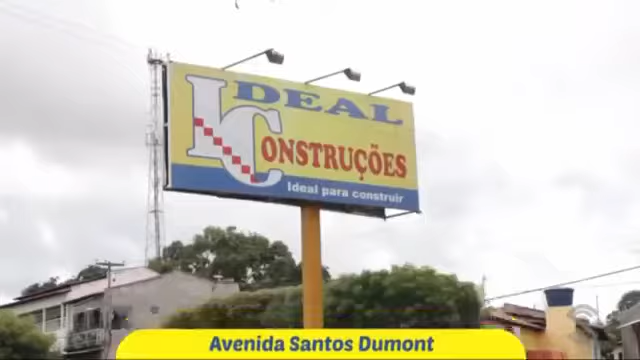 IDEAL
CONSTRUÇÕES
Ideal para construir
Avenida Santos Dumont